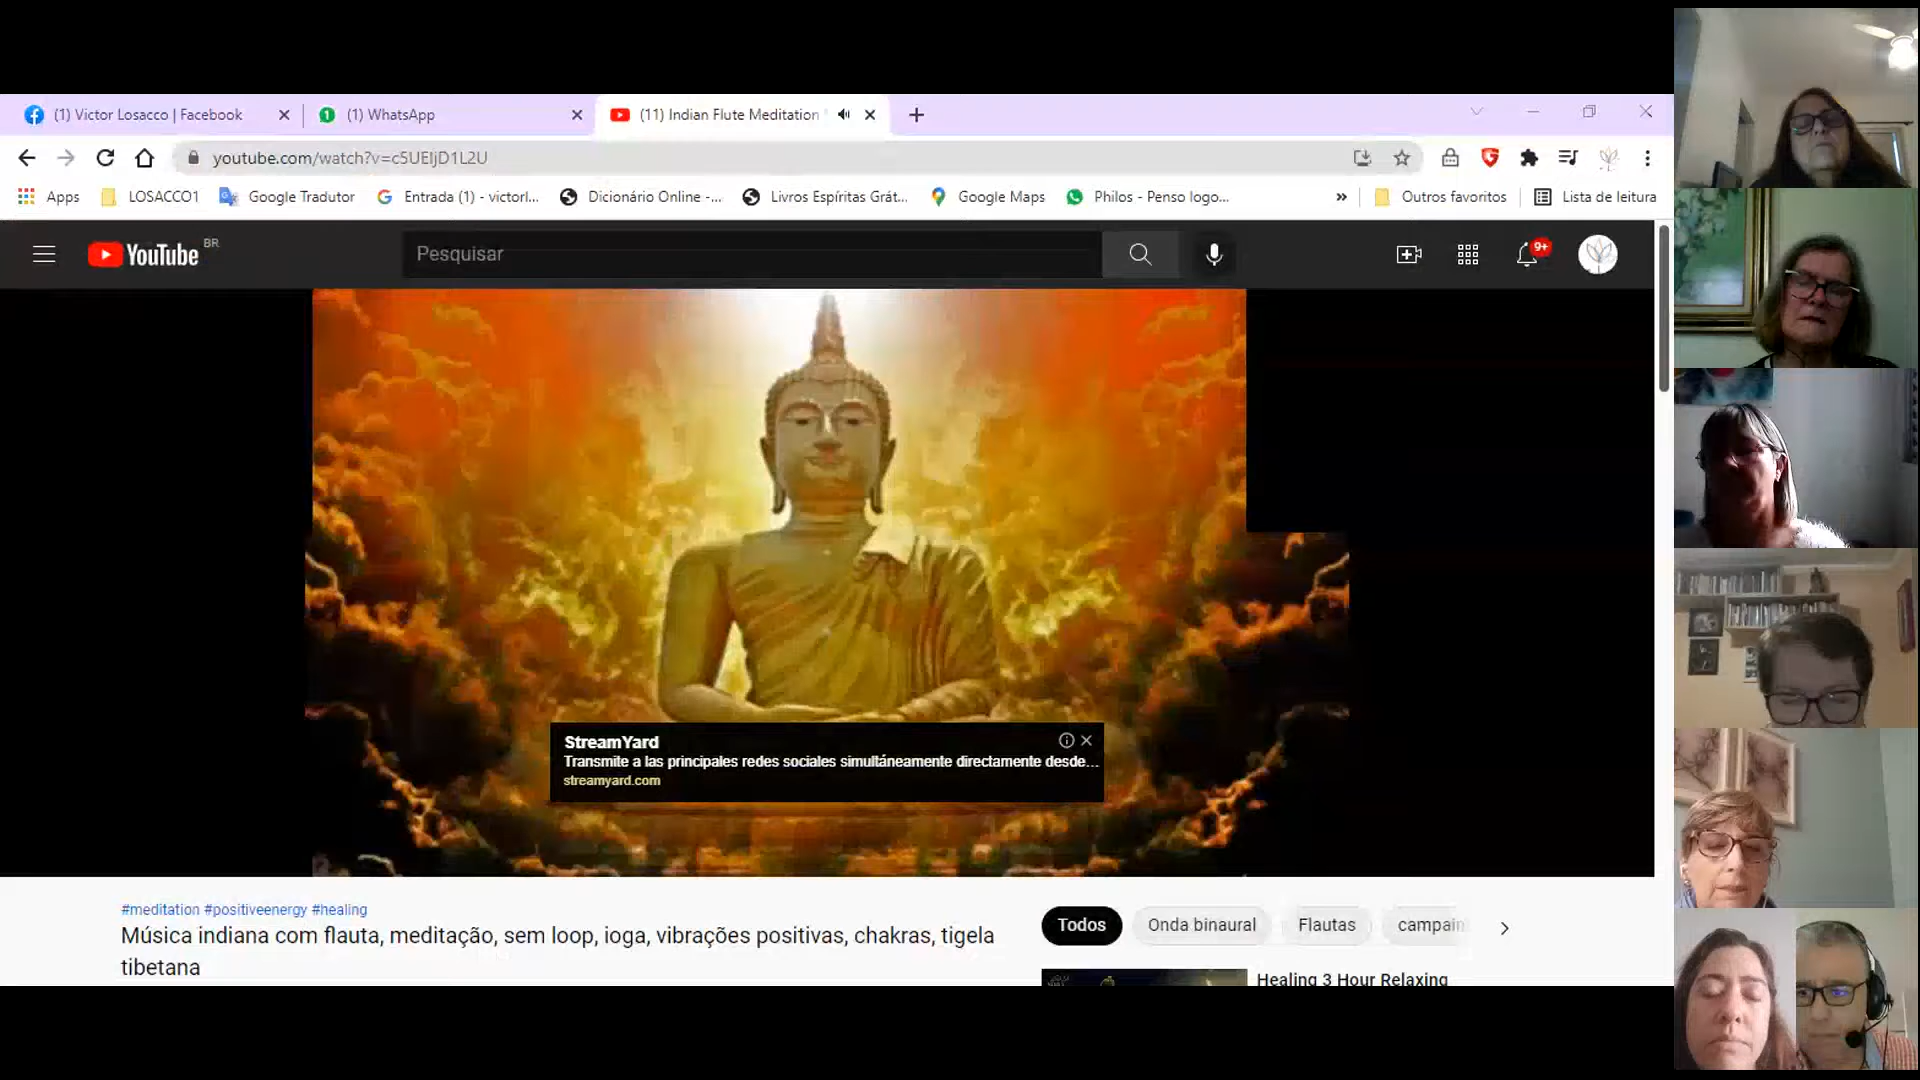 (1) Victor Losacco | Facebook
1
(1) WhatsApp
(11) Indian Flute Meditation
youtube.com/watch?v=c5UEIjD1L2U
Apps
LOSACCO1
Google Tradutor
Entrada (1) - victorl...
Dicionário Online -...
Livros Espíritas Grát...
Google Maps
Philos - Penso logo...
»
Outros favoritos
Lista de leitura
YouTube BR
Pesquisar
9+
StreamYard
Transmite a las principales redes sociales simultáneamente directamente desde...
streamyard.com
#meditation #positiveenergy #healing
Música indiana com flauta, meditação, sem loop, ioga, vibrações positivas, chakras, tigela
tibetana
Todos
Onda binaural
Flautas
campain
Healing 3 Hour Relaxing